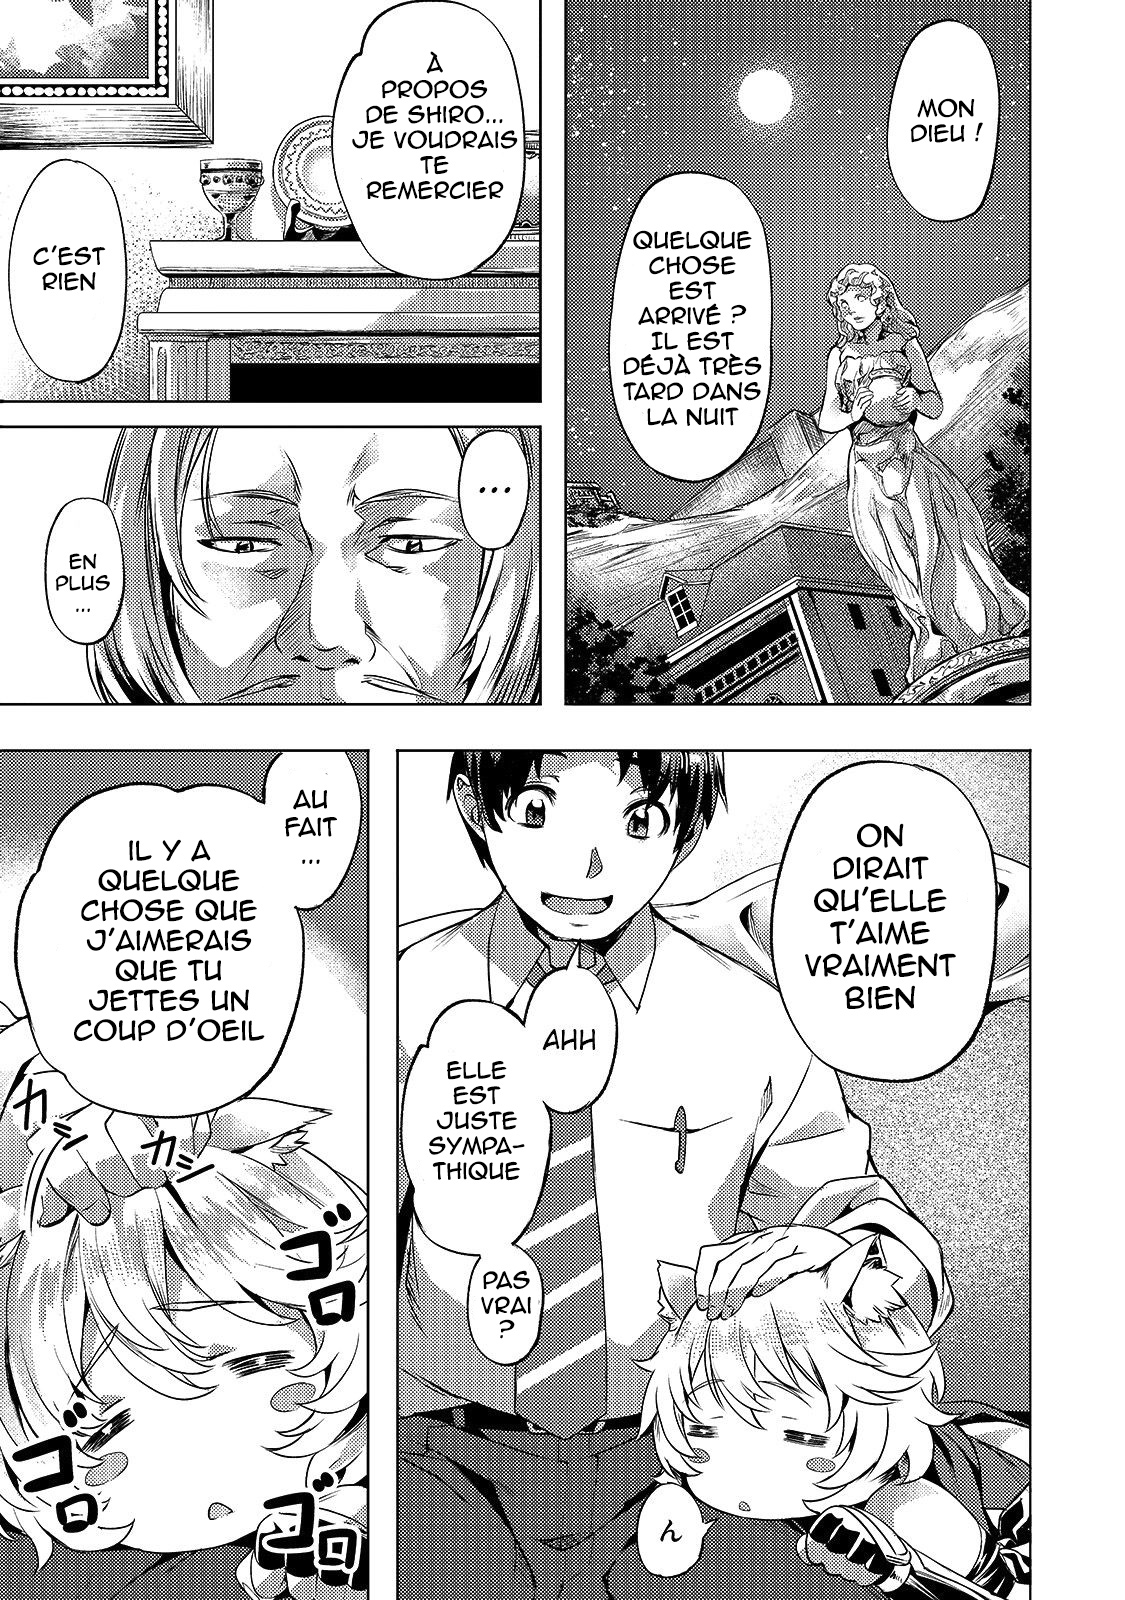 MON
DIEU !
QUELQUE
CHOSE
EST
ARRIVÉ ?
IL EST
DÉJÀ TRÈS
TARD DANS
LA NUIT
À
PROPOS
DE SHIRO...
JE VOUDRAIS
TE
REMERCIER
C'EST
RIEN
...
EN
PLUS
...
ON
DIRAIT
QU'ELLE
T'AIME
VRAIMENT
BIEN
AHH
ELLE
EST
JUSTE
SYMPA-
THIQUE
PAS
VRAI
?
ん
AU
FAIT
...
IL Y A
QUELQUE
CHOSE QUE
J'AIMERAIS
QUE TU
JETTES UN
COUP D'OEIL
カシ
カシ
ゴロ
ゴロ
ゴロ